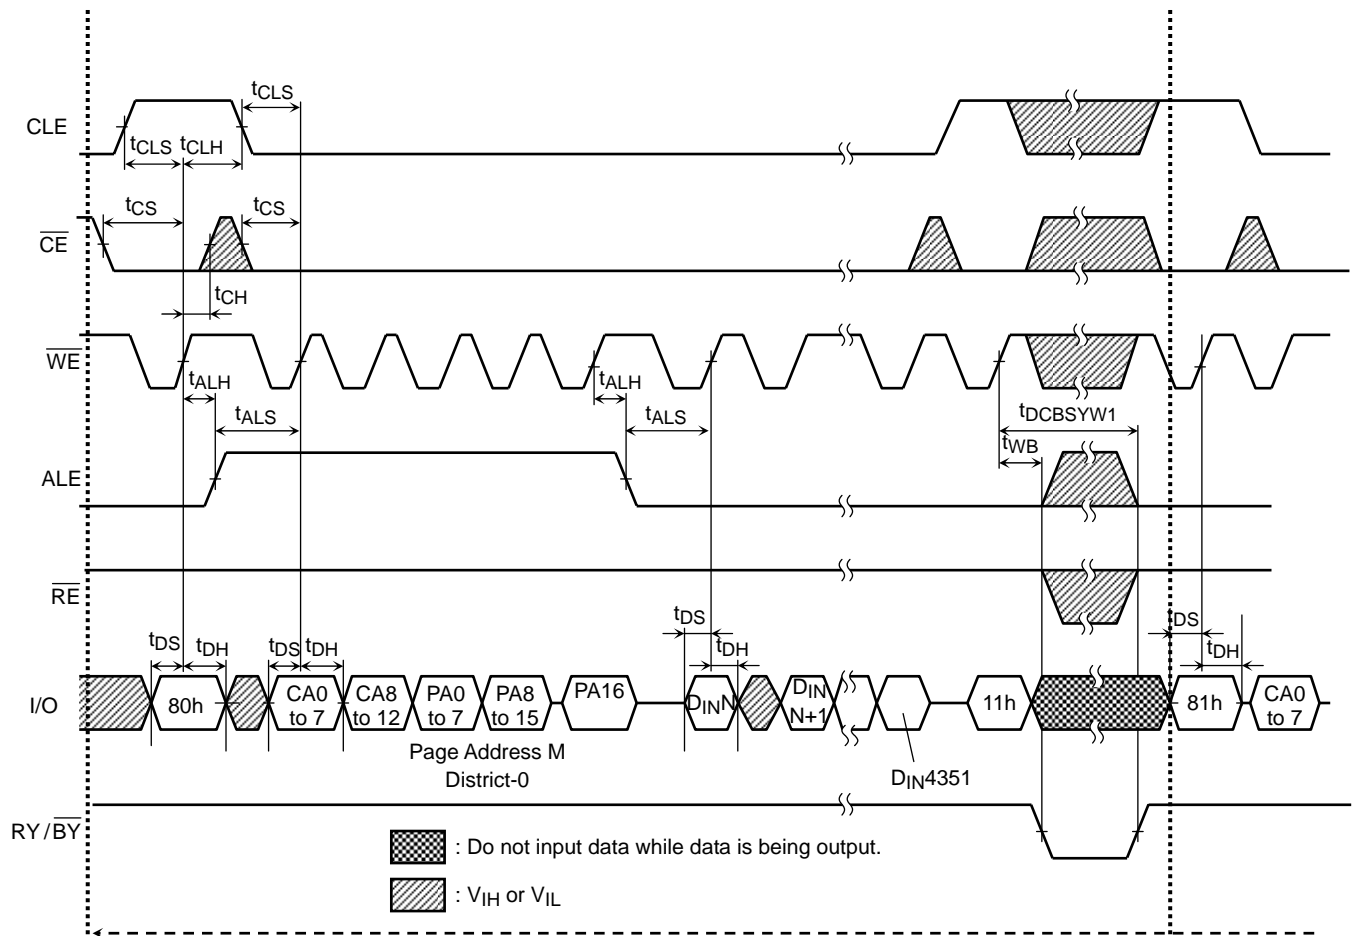 tCLS
CLE
tCLS tCLH
tCS tCS
CE
tCH
WE
tALH tALH
tDCBSYW1
tALS tALS
tWB
ALE
RE
tDS tDS
tDS tDH tDS tDH tDH tDH
I/O 80h CA0 to 7 CA8 to 12 PA0 to 7 PA8 to 15 PA16 DINN DIN N+1 11h 81h CA0 to 7
Page Address M
District-0
DIN4351
RY/BY
: Do not input data while data is being output.
: VIH or VIL